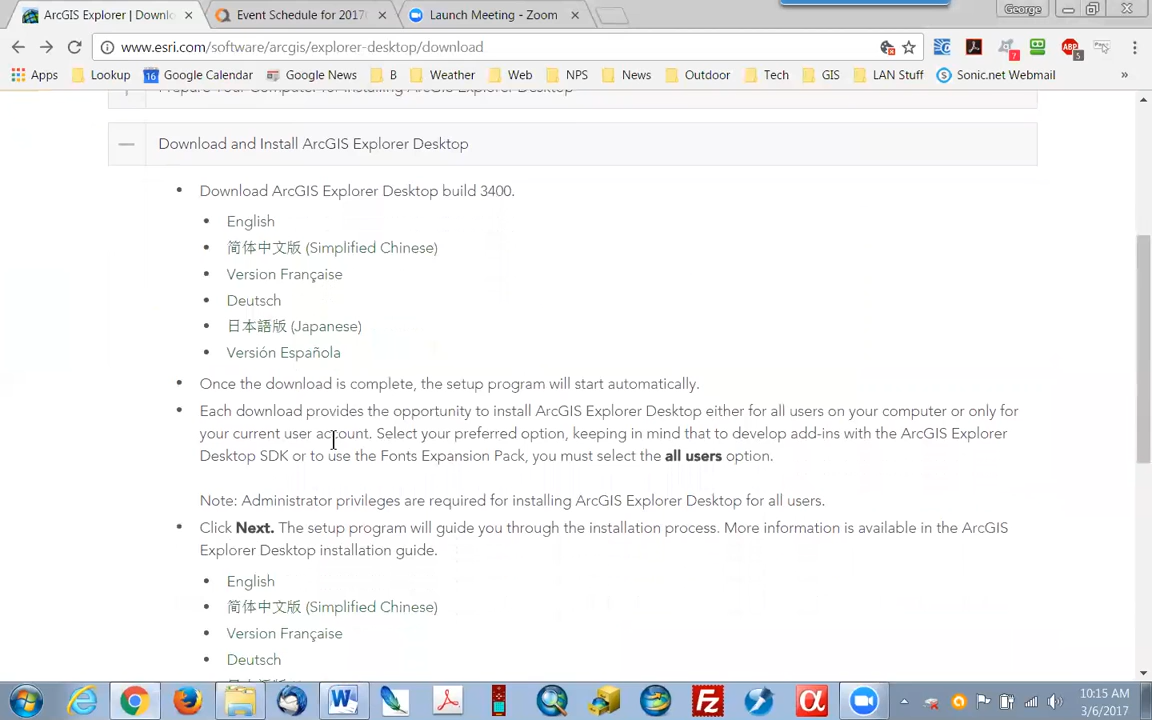 ArcGIS Explorer | Downlo
Event Schedule for 2017
Launch Meeting - Zoom
George
www.esri.com/software/arcgis/explorer-desktop/download
Apps
Lookup
16
Google Calendar
Google News
B
Weather
Web
NPS
News
Outdoor
Tech
GIS
LAN Stuff
Sonic.net Webmail
»
Prepare Your Computer for Installing ArcGIS Explorer Desktop
Download and Install ArcGIS Explorer Desktop
Download ArcGIS Explorer Desktop build 3400.
English
简体中文版 (Simplified Chinese)
Version Française
Deutsch
日本語版 (Japanese)
Versión Española
Once the download is complete, the setup program will start automatically.
Each download provides the opportunity to install ArcGIS Explorer Desktop either for all users on your computer or only for
your current user account. Select your preferred option, keeping in mind that to develop add-ins with the ArcGIS Explorer
Desktop SDK or to use the Fonts Expansion Pack, you must select the all users option.
Note: Administrator privileges are required for installing ArcGIS Explorer Desktop for all users.
Click Next. The setup program will guide you through the installation process. More information is available in the ArcGIS
Explorer Desktop installation guide.
English
简体中文版 (Simplified Chinese)
Version Française
Deutsch
10:15 AM
3/6/2017